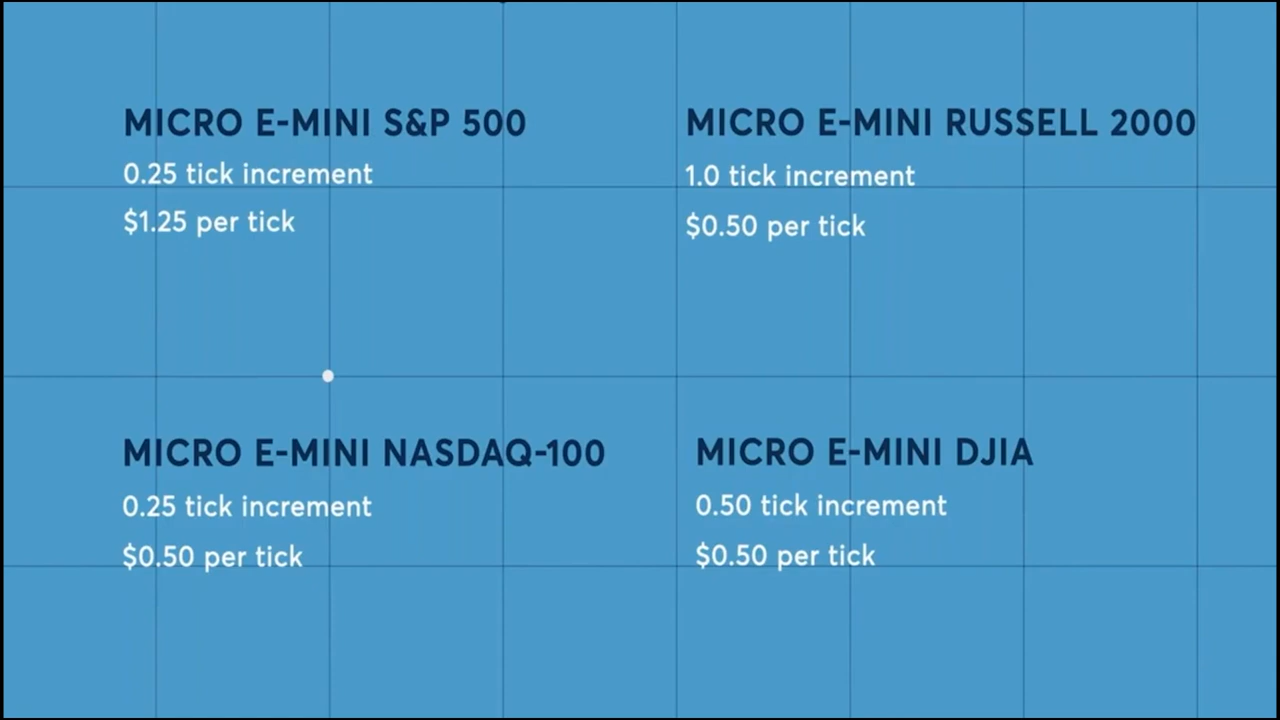 MICRO E-MINI S&P 500
0.25 tick increment
$1.25 per tick
MICRO E-MINI RUSSELL 2000
1.0 tick increment
$0.50 per tick
MICRO E-MINI NASDAQ-100
0.25 tick increment
$0.50 per tick
MICRO E-MINI DJIA
0.50 tick increment
$0.50 per tick